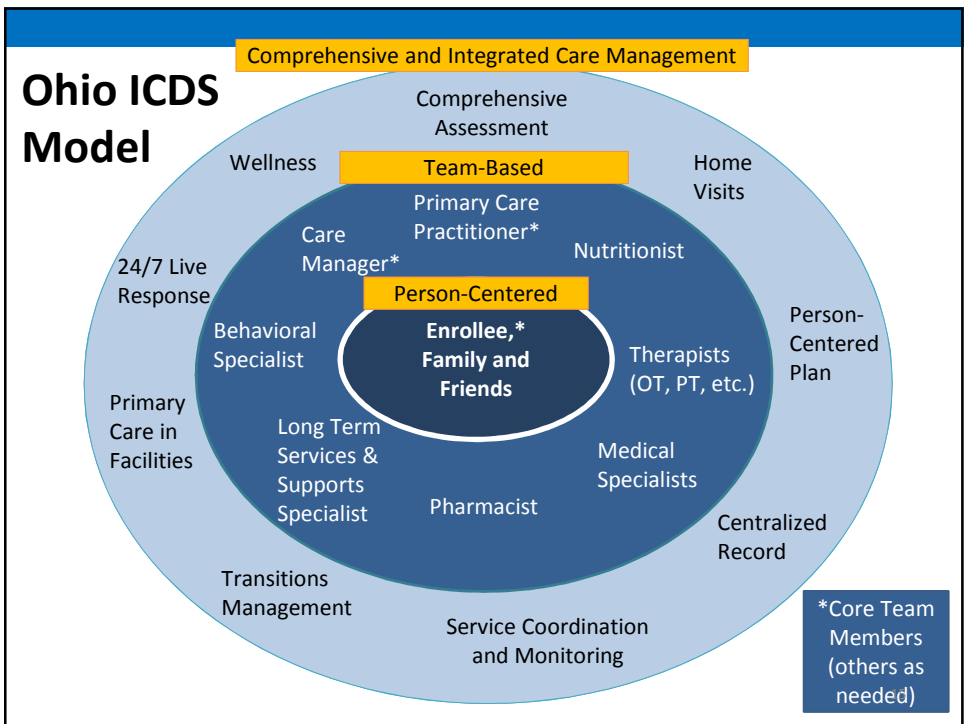 Comprehensive and Integrated Care Management
Ohio ICDS
Model
Comprehensive
Assessment
Wellness
Home
Visits
Team-Based
Primary Care
Practitioner*
Care
Manager*
Nutritionist
24/7 Live
Response
Person-Centered
Person-
Centered
Plan
Behavioral
Specialist
Enrollee,*
Family and
Friends
Therapists
(OT, PT, etc.)
Primary
Care in
Facilities
Long Term
Services &
Supports
Specialist
Medical
Specialists
Pharmacist
Centralized
Record
Transitions
Management
Service Coordination
and Monitoring
*Core Team
Members
(others as
needed)